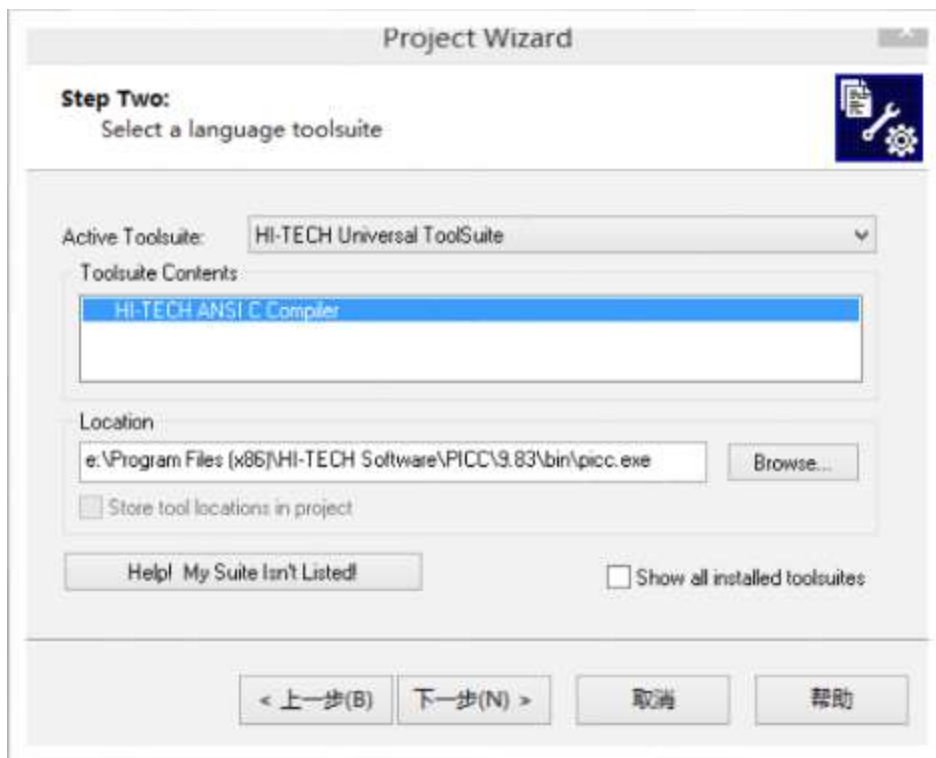 Project Wizard
Step Two:
Select a language toolsuite
Active Toolsuite: HI-TECH Universal ToolSuite
Toolsuite Contents
HI-TECH ANSI C Compiler
Location
e:\Program Files (x86)\HI-TECH Software\PICC\9.83\bin\picc.exe Browse...
Store tool locations in project
Help! My Suite Isn't Listed! Show all installed toolsuites
< 上一步(B) 下一步(N) > 取消 帮助